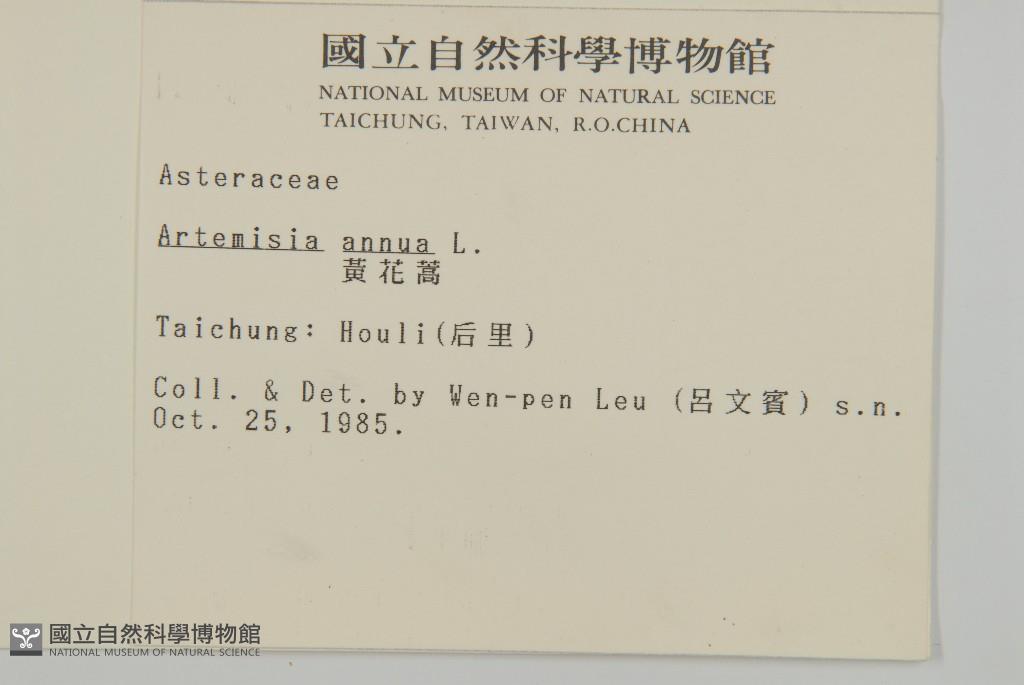 國立自然科學博物館
NATIONAL MUSEUM OF NATURAL SCIENCE
TAICHUNG, TAIWAN, R.O.CHINA
Asteraceae
Artemisia annua L.
黃花蒿
Taichung: Houli(后里)
Coll. & Det. by Wen-pen Leu (呂文賓) s.n.
Oct. 25, 1985.
國立自然科學博物館
NATIONAL MUSEUM OF NATURAL SCIENCE